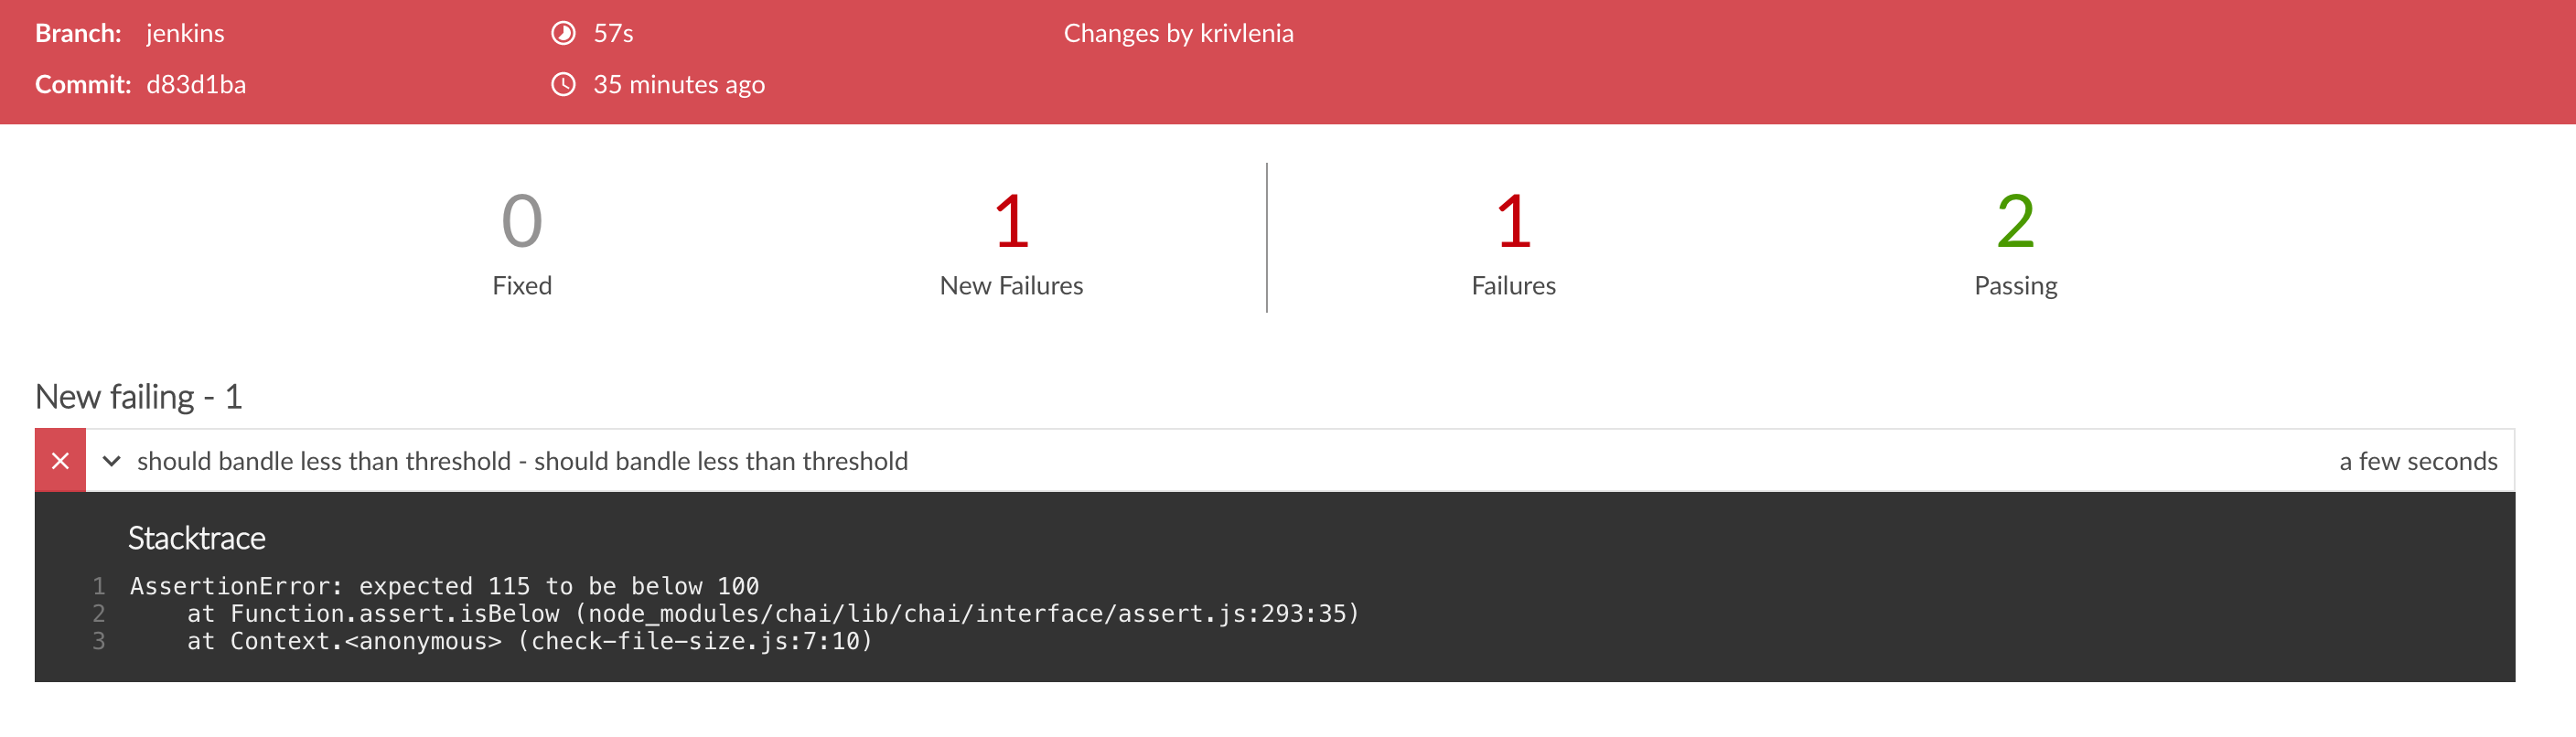 Branch: jenkins 57s Changes by krivlenia
Commit: d83d1ba 35 minutes ago
0 1 1 2
Fixed New Failures Failures Passing
New failing - 1
should bandle less than threshold - should bandle less than threshold a few seconds
Stacktrace
1 AssertionError: expected 115 to be below 100
2 at Function.assert.isBelow (node_modules/chai/lib/chai/interface/assert.js:293:35)
3 at Context.<anonymous> (check-file-size.js:7:10)